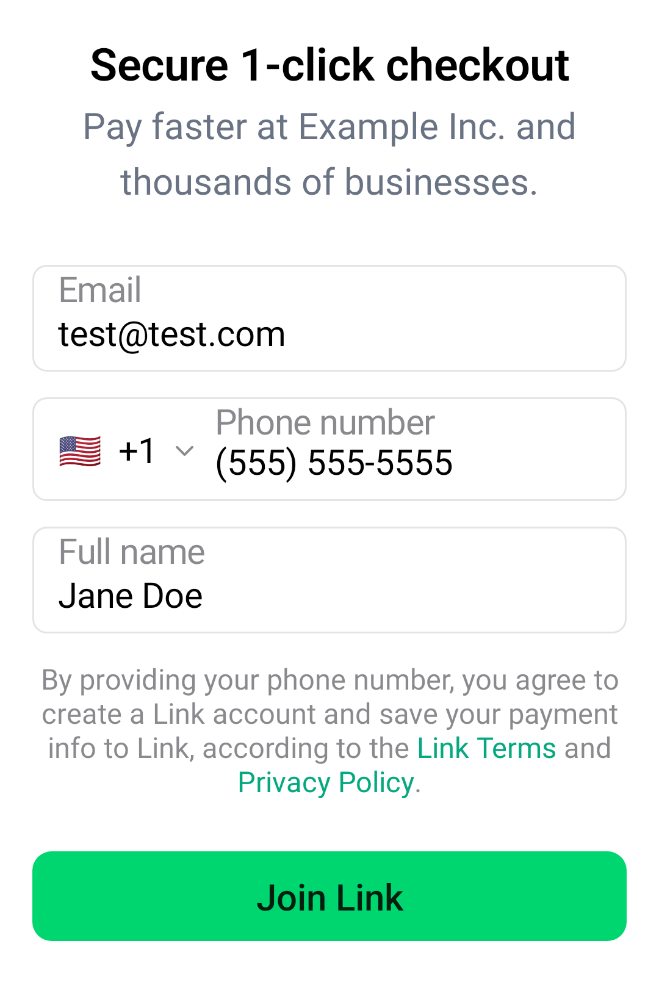 Secure 1-click checkout
Pay faster at Example Inc. and
thousands of businesses.
Email
test@test.com
Phone number
+1 (555) 555-5555
Full name
Jane Doe
By providing your phone number, you agree to
create a Link account and save your payment
info to Link, according to the Link Terms and
Privacy Policy.
Join Link